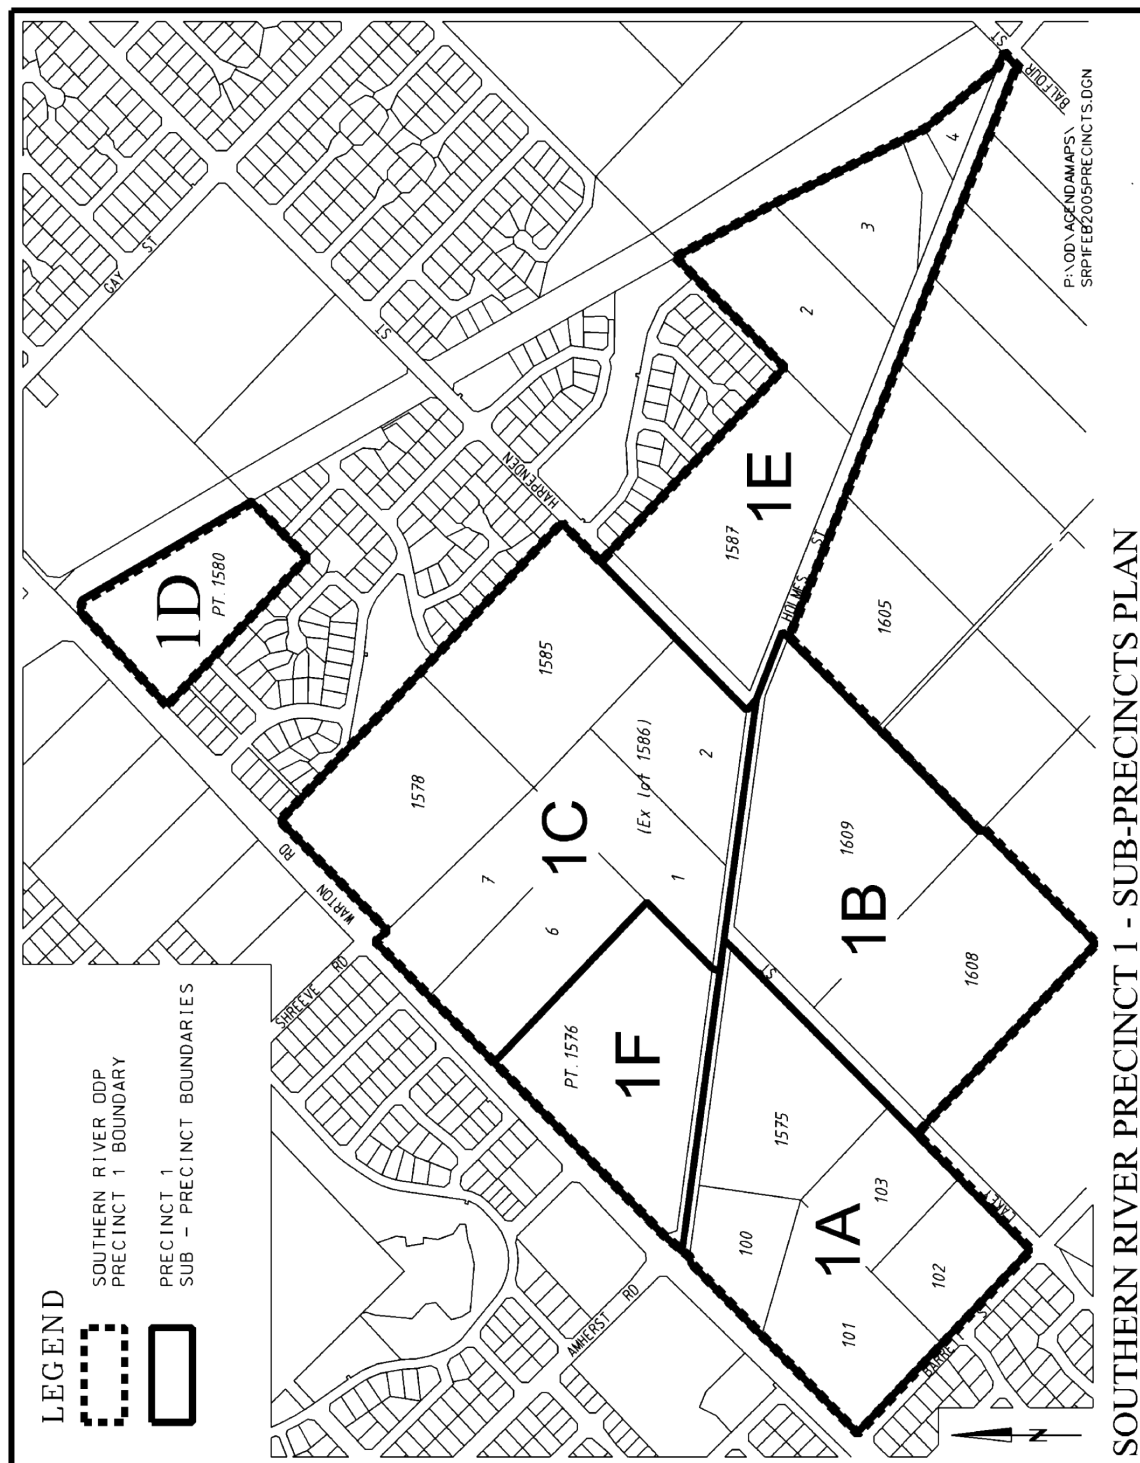 LEGEND
SOUTHERN RIVER ODP
PRECINCT 1 BOUNDARY
PRECINCT 1
SUB - PRECINCT BOUNDARIES
GAY ST
HARPENDEN ST
WARTON RD
SHREEVE RD
AMHERST RD
BARRETT ST
LAKEY ST
HOLMES ST
BALFOUR ST
1D
PT. 1580
1C
1578
1585
7
6
(Ex lot 1586)
1
2
1F
PT. 1576
1E
1587
2
3
4
1605
1B
1609
1608
1A
1575
100
101
102
103
N
P:\OD\AGENDAMAPS\
SRP1FEB2005PRECINCTS.DGN
SOUTHERN RIVER PRECINCT 1 - SUB-PRECINCTS PLAN